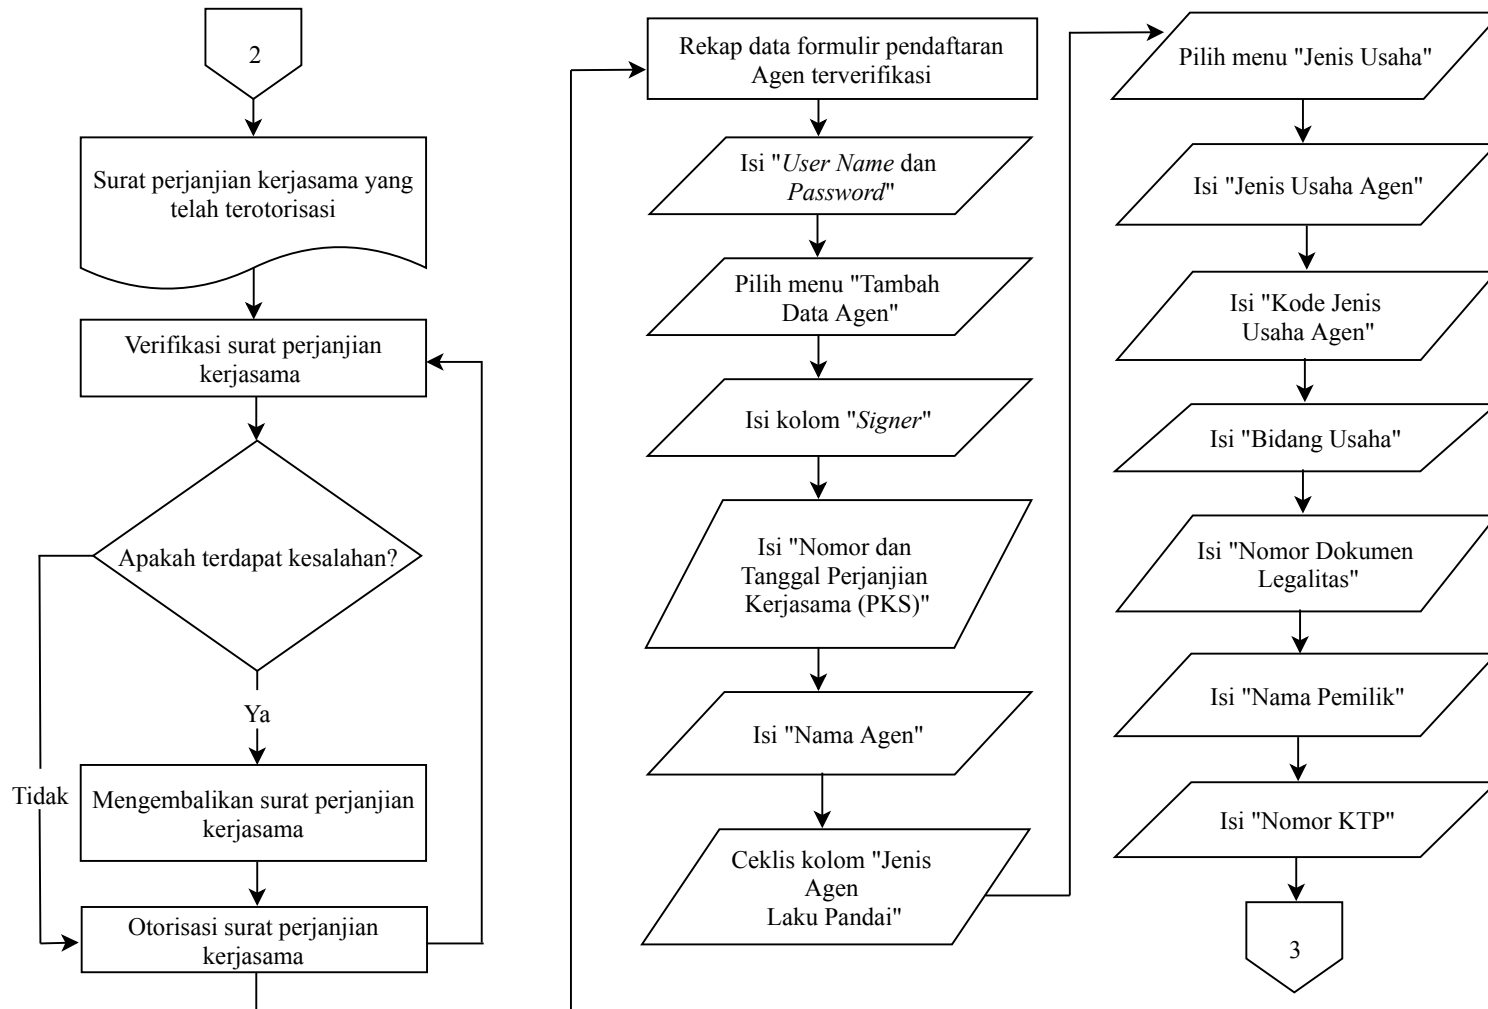 2
Surat perjanjian kerjasama yang
telah terotorisasi
Verifikasi surat perjanjian
kerjasama
Apakah terdapat kesalahan?
Ya
Tidak
Mengembalikan surat perjanjian
kerjasama
Otorisasi surat perjanjian
kerjasama
Rekap data formulir pendaftaran
Agen terverifikasi
Isi "User Name dan
Password"
Pilih menu "Tambah
Data Agen"
Isi kolom "Signer"
Isi "Nomor dan
Tanggal Perjanjian
Kerjasama (PKS)"
Isi "Nama Agen"
Ceklis kolom "Jenis
Agen
Laku Pandai"
Pilih menu "Jenis Usaha"
Isi "Jenis Usaha Agen"
Isi "Kode Jenis
Usaha Agen"
Isi "Bidang Usaha"
Isi "Nomor Dokumen
Legalitas"
Isi "Nama Pemilik"
Isi "Nomor KTP"
3